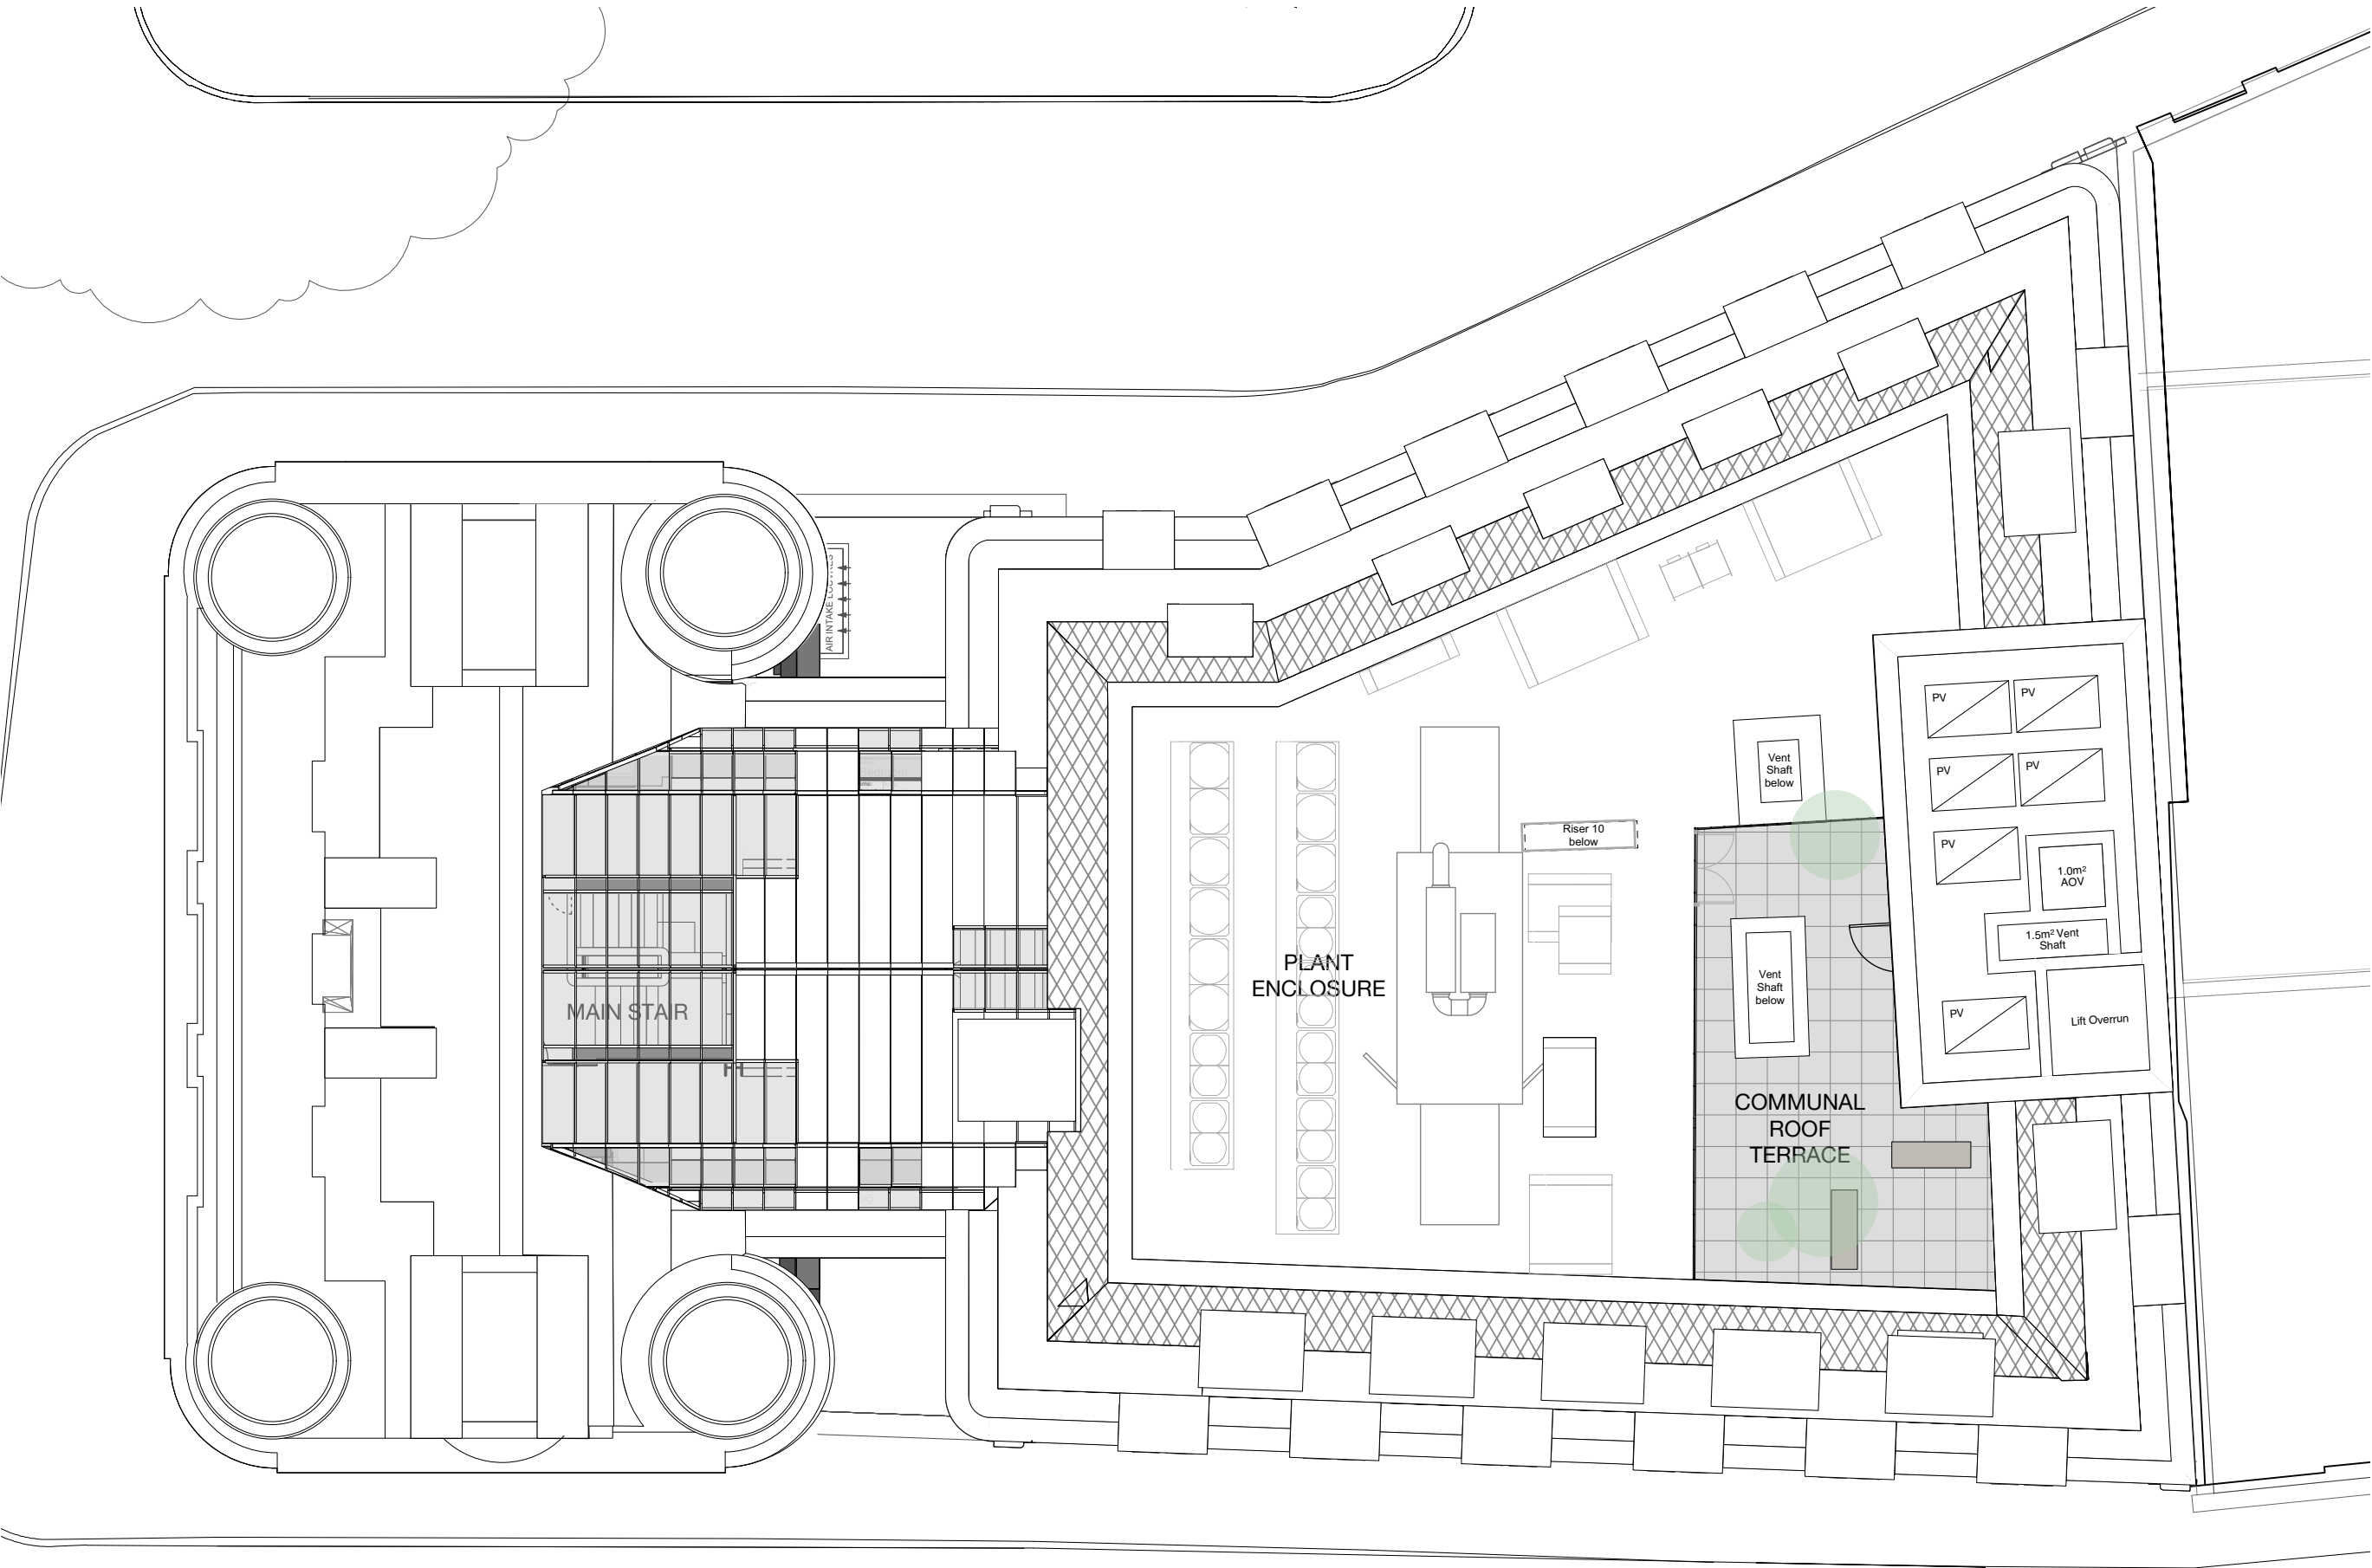 AIR INTAKE LOUVRES
MAIN STAIR
PLANT
ENCLOSURE
Riser 10
below
Vent
Shaft
below
Vent
Shaft
below
COMMUNAL
ROOF
TERRACE
PV
PV
PV
PV
PV
1.0m²
AOV
1.5m² Vent
Shaft
PV
Lift Overrun